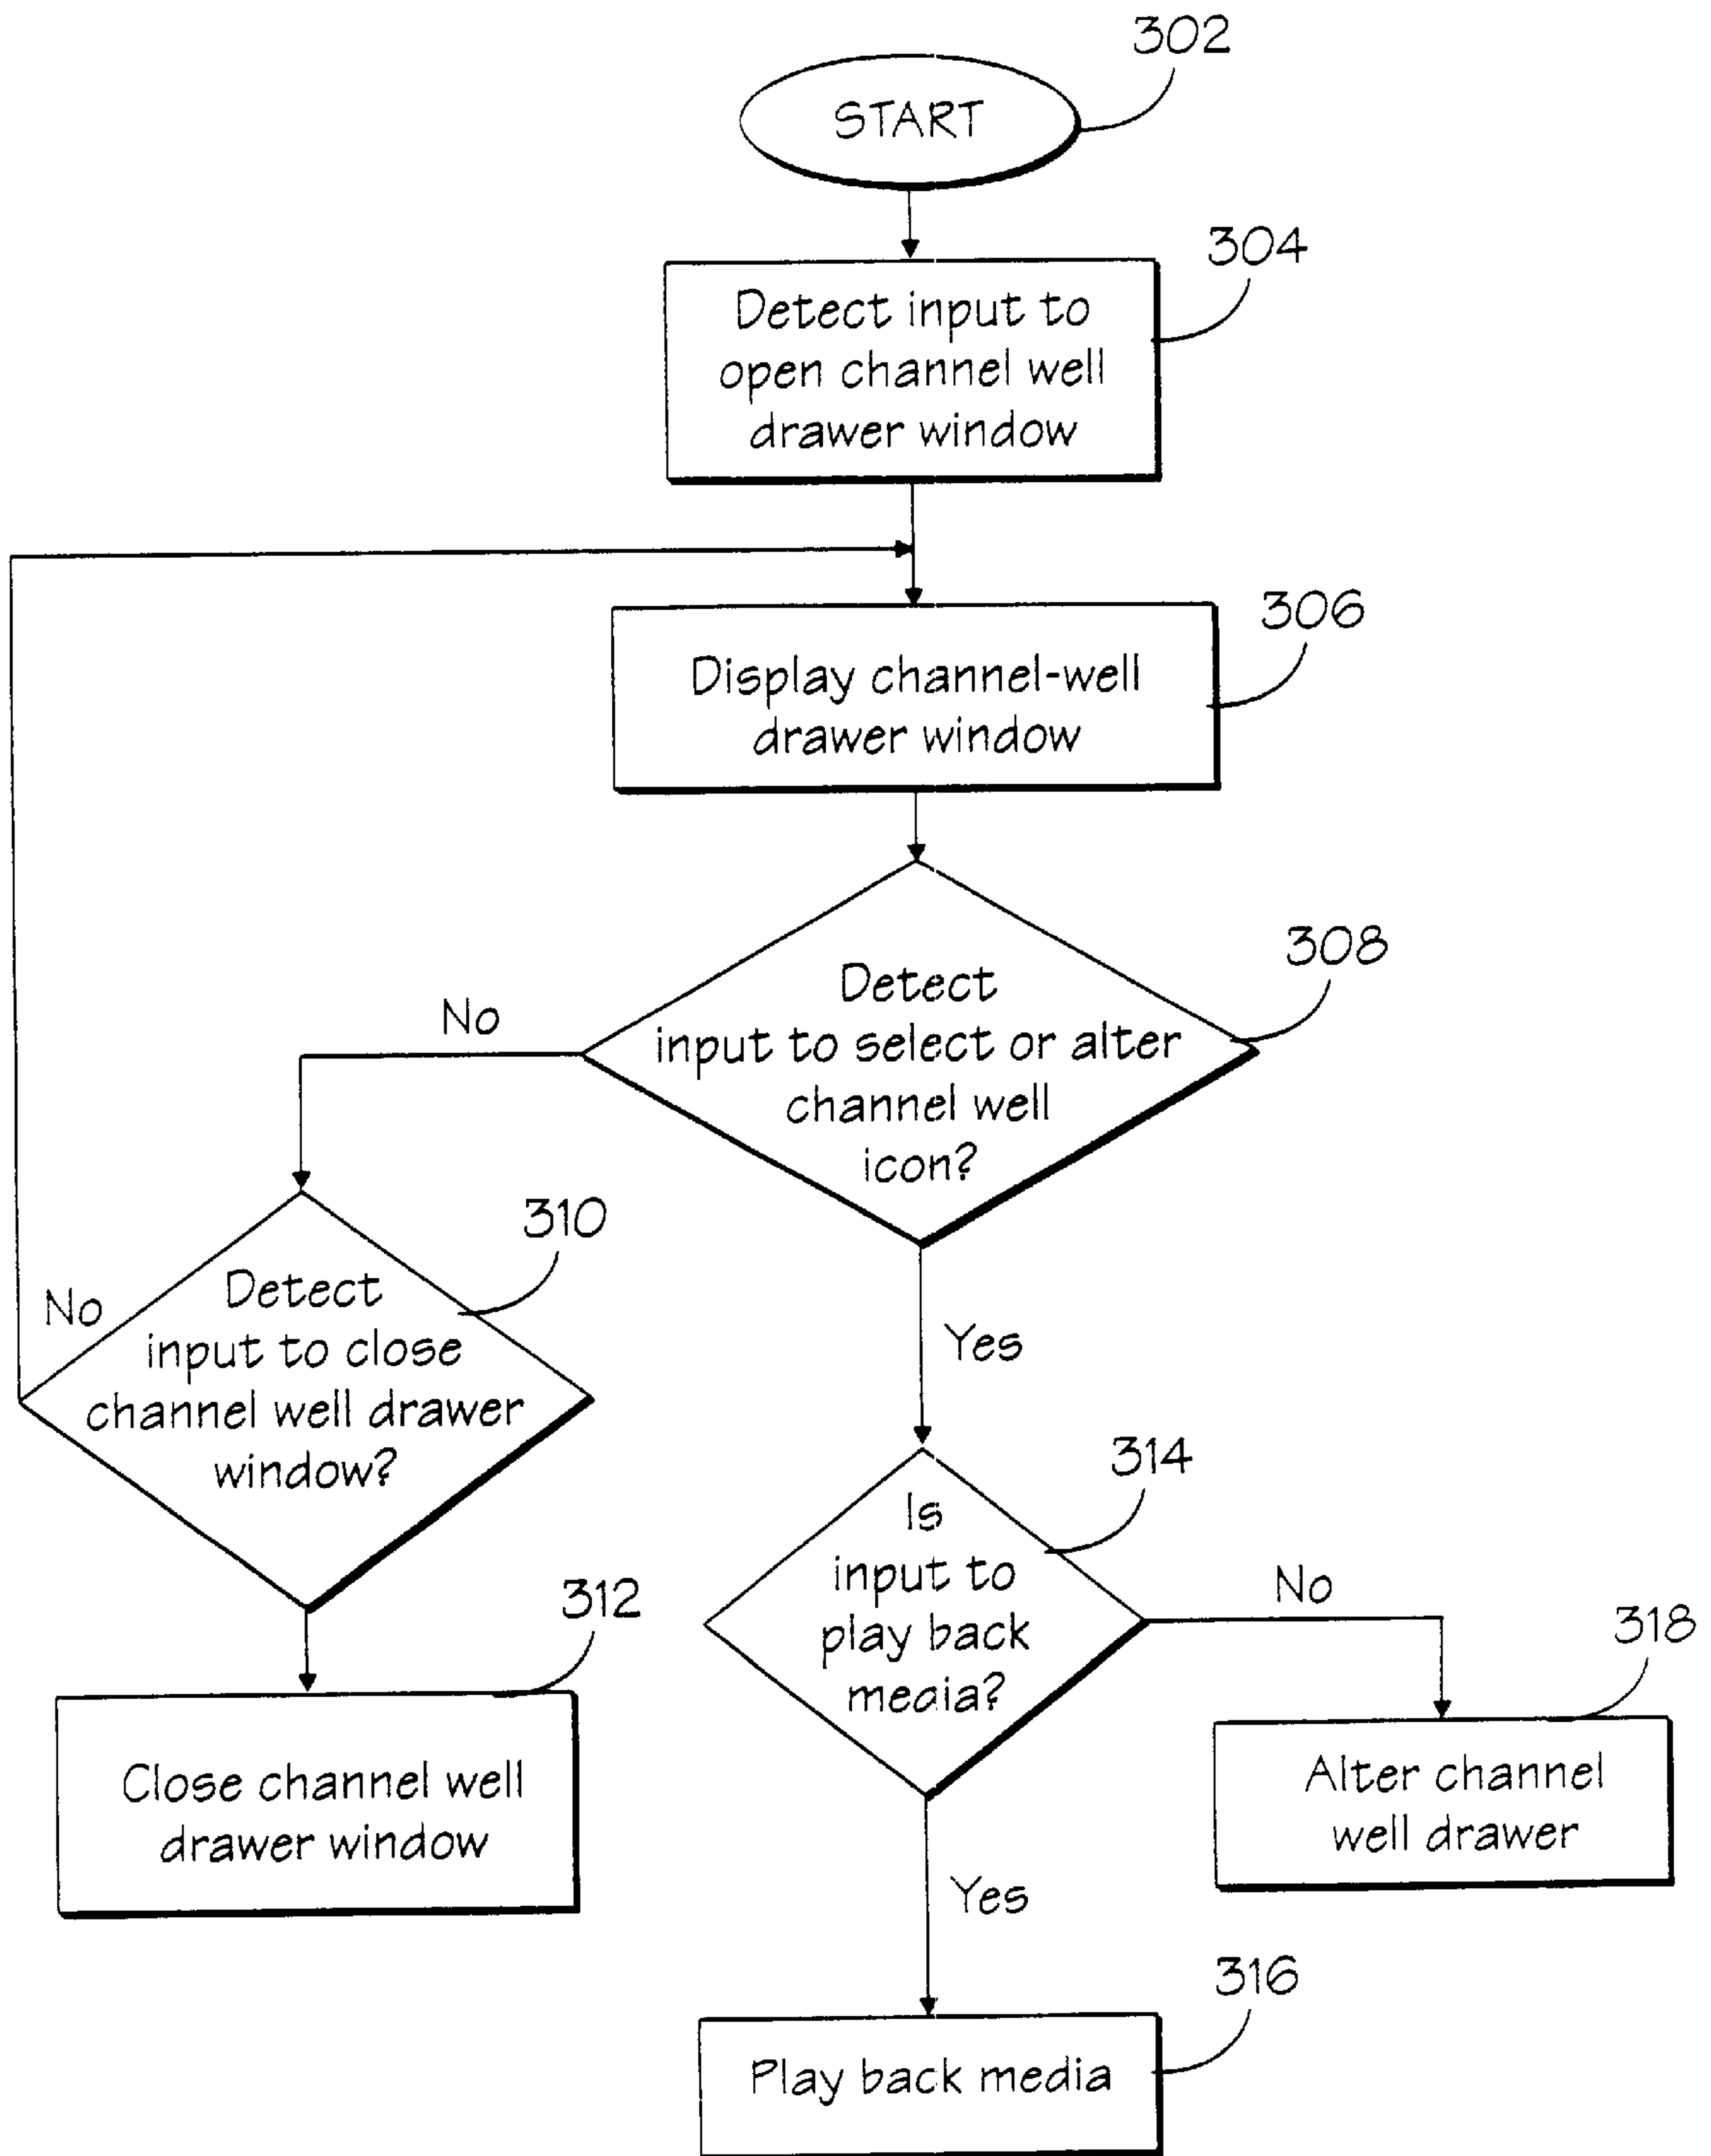 302
START
304
Detect input to
open channel well
drawer window
306
Display channel-well
drawer window
308
Detect
input to select or alter
channel well
icon?
No
310
Detect
input to close
channel well drawer
window?
No
Yes
314
Is
input to
play back
media?
No
312
Close channel well
drawer window
318
Alter channel
well drawer
Yes
316
Play back media